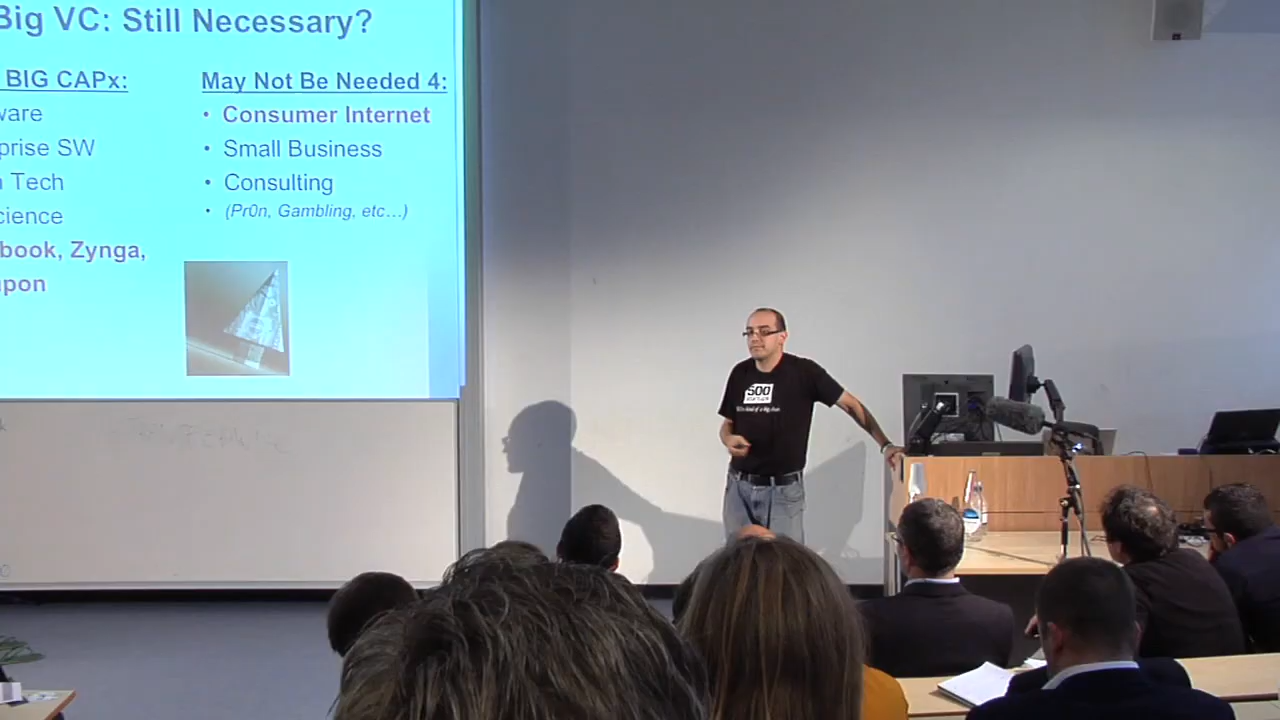 Big VC: Still Necessary?
BIG CAPx:
ware
prise SW
Tech
cience
book, Zynga,
upon
May Not Be Needed 4:
• Consumer Internet
• Small Business
• Consulting
• (Pr0n, Gambling, etc…)
500